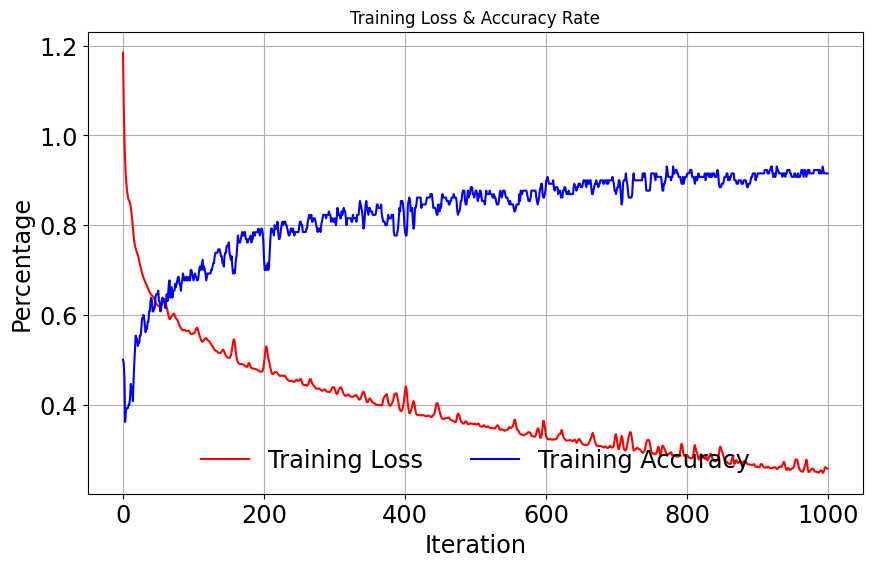 Training Loss & Accuracy Rate
1.2
1.0
0.8
0.6
0.4
Percentage
Training Loss Training Accuracy
0 200 400 600 800 1000
Iteration